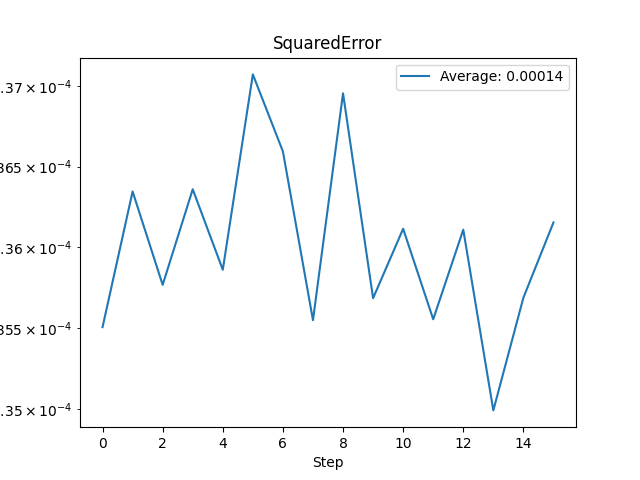 SquaredError
Average: 0.00014
.37 × 10⁻⁴
365 × 10⁻⁴
.36 × 10⁻⁴
355 × 10⁻⁴
.35 × 10⁻⁴
0 2 4 6 8 10 12 14
Step